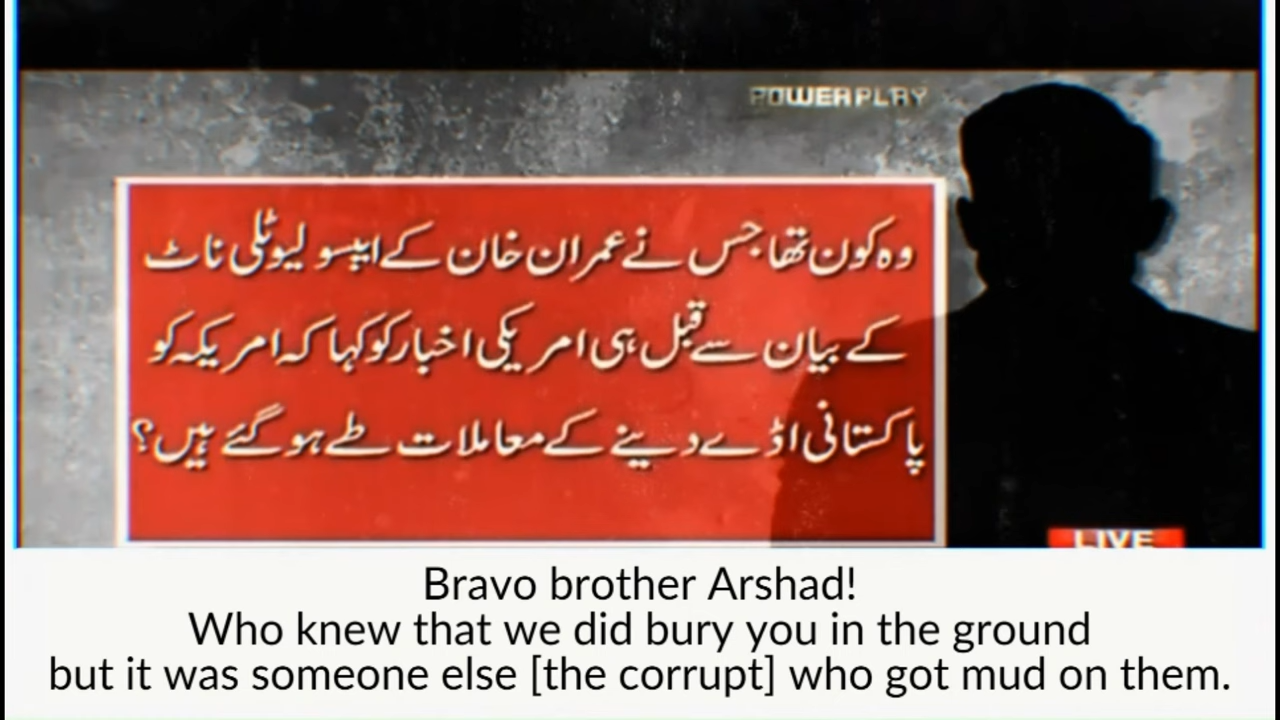 POWERPLAY
وہ کون تھا جس نے عمران خان کے ایبسولیوٹلی ناٹ
کے بیان سے قبل ہی امریکی اخبار کو کہا کہ امریکہ کو
پاکستانی اڈے دینے کے معاملات طے ہو گئے ہیں؟
LIVE
Bravo brother Arshad!
Who knew that we did bury you in the ground
but it was someone else [the corrupt] who got mud on them.